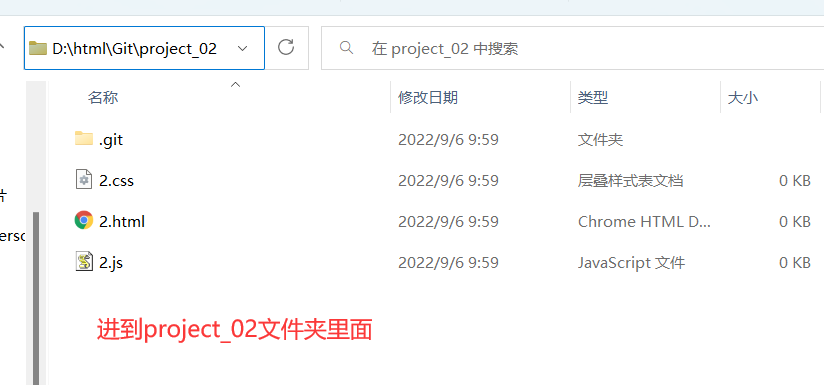 D:\html\Git\project_02
在 project_02 中搜索
名称 修改日期 类型 大小
.git 2022/9/6 9:59 文件夹
2.css 2022/9/6 9:59 层叠样式表文档 0 KB
片
2.html 2022/9/6 9:59 Chrome HTML D... 0 KB
ersc
2.js 2022/9/6 9:59 JavaScript 文件 0 KB
进到project_02文件夹里面